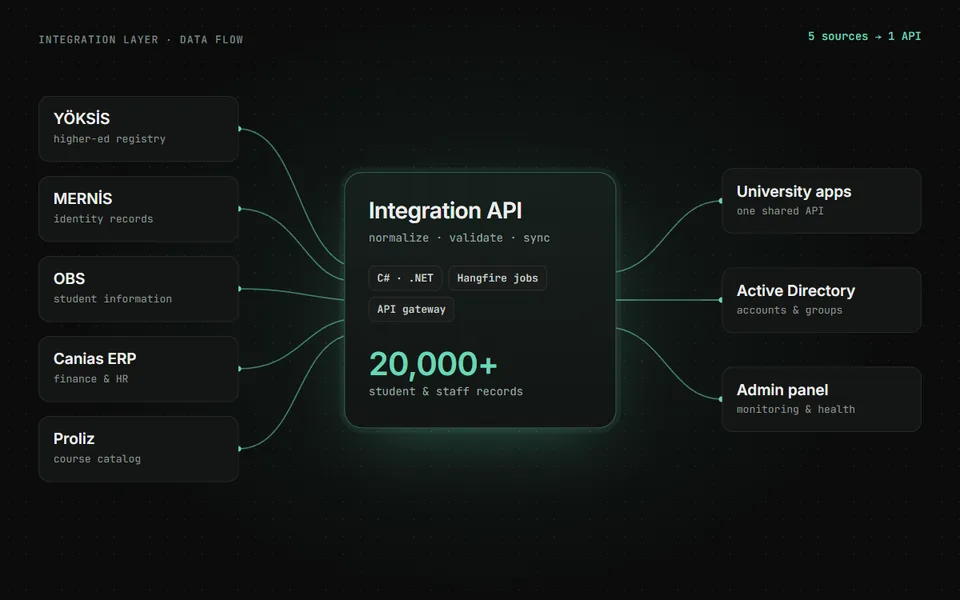 INTEGRATION LAYER · DATA FLOW
5 sources → 1 API
YÖKSİS
higher-ed registry
MERNİS
identity records
OBS
student information
Canias ERP
finance & HR
Proliz
course catalog
Integration API
normalize · validate · sync
C# · .NET
Hangfire jobs
API gateway
20,000+
student & staff records
University apps
one shared API
Active Directory
accounts & groups
Admin panel
monitoring & health